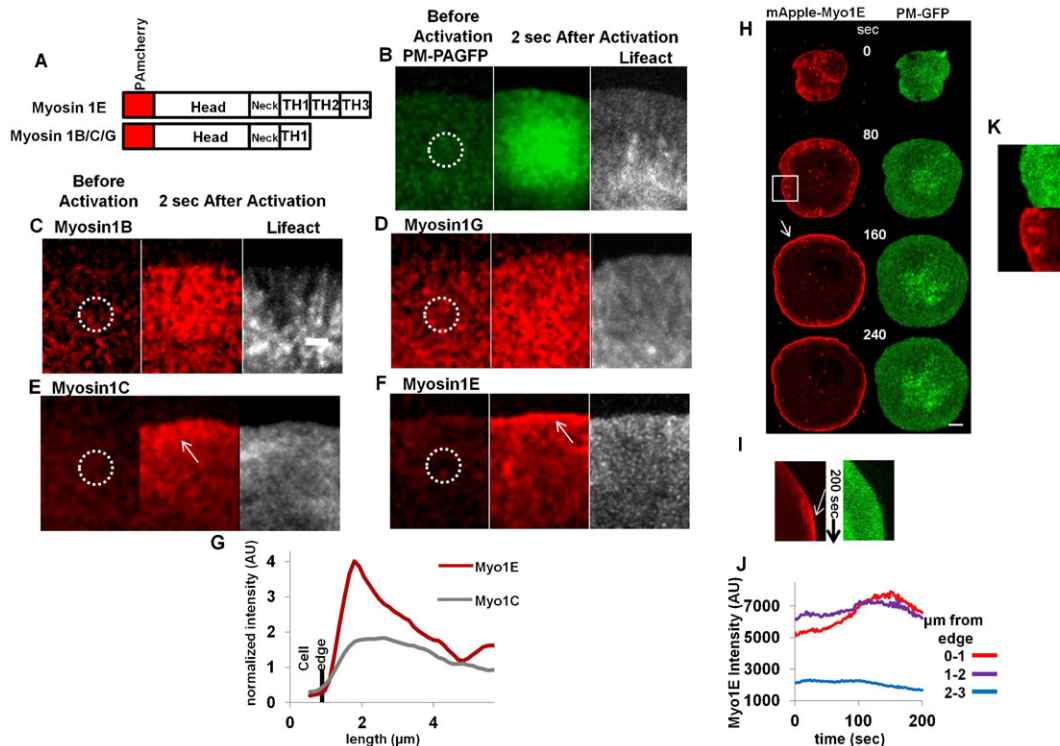 A
PAmcherry
Myosin 1E
Head
Neck
TH1
TH2
TH3
Myosin 1B/C/G
Head
Neck
TH1
B
Before Activation
PM-PAGFP
2 sec After Activation
Lifeact
Before Activation
2 sec After Activation
C
Myosin1B
Lifeact
D
Myosin1G
E
Myosin1C
F
Myosin1E
G
normalized intensity (AU)
4
3
2
1
0
Cell edge
Myo1E
Myo1C
0
2
4
length (µm)
H
mApple-Myo1E
PM-GFP
sec
0
80
160
240
K
I
200 sec
J
Myo1E Intensity (AU)
7000
5000
3000
1000
0
100
200
time (sec)
µm from edge
0-1
1-2
2-3